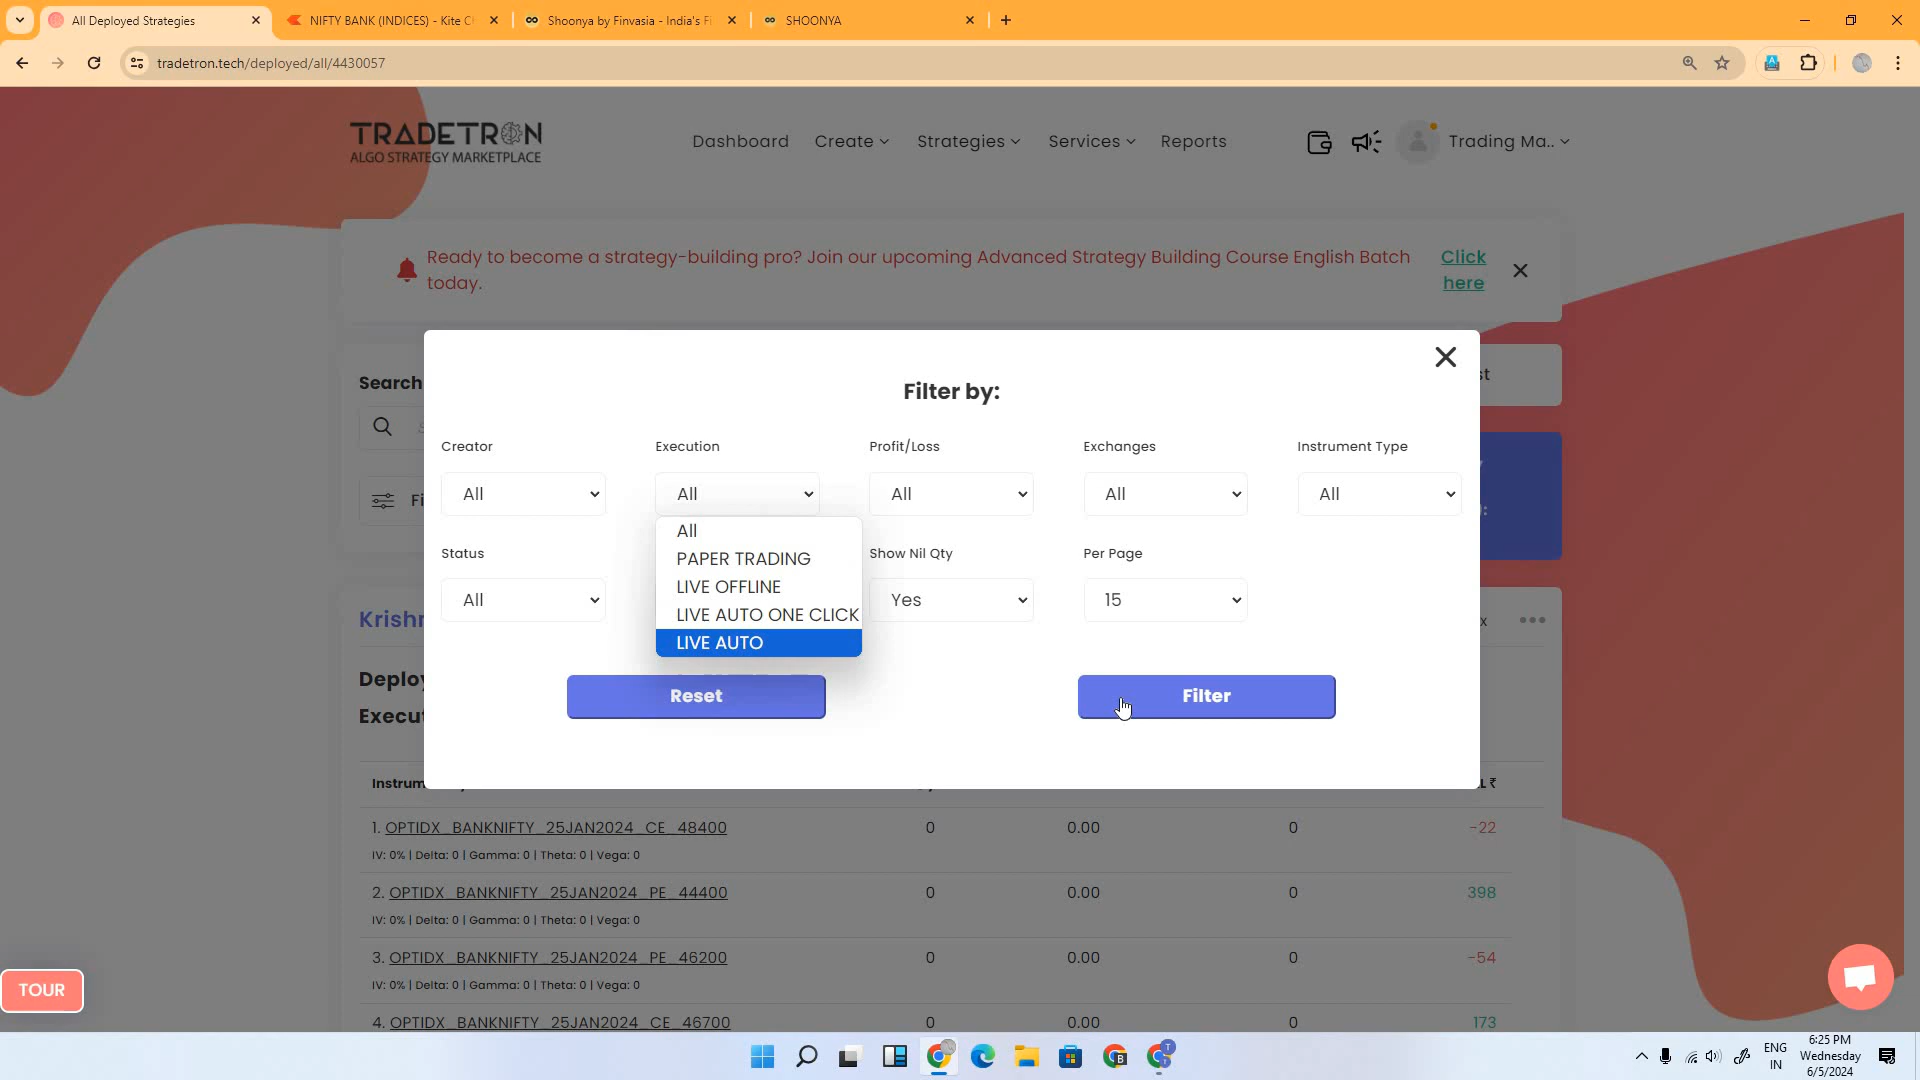 All Deployed Strategies
NIFTY BANK (INDICES) - Kite C
Shoonya by Finvasia - India's F
SHOONYA
tradetron.tech/deployed/all/4430057
TRADETRON
ALGO STRATEGY MARKETPLACE
Dashboard
Create
Strategies
Services
Reports
Trading Ma..
Ready to become a strategy-building pro? Join our upcoming Advanced Strategy Building Course English Batch
today.
Click
here
Search
Filter by:
Creator
Execution
Profit/Loss
Exchanges
Instrument Type
All
All
All
All
All
All
PAPER TRADING
LIVE OFFLINE
LIVE AUTO ONE CLICK
LIVE AUTO
Status
Show Nil Qty
Per Page
All
Yes
15
Reset
Filter
Krishn
Deploy
Execut
Instrum
L ₹
1. OPTIDX_BANKNIFTY_25JAN2024_CE_48400 0 0.00 0 -22
IV: 0% | Delta: 0 | Gamma: 0 | Theta: 0 | Vega: 0
2. OPTIDX_BANKNIFTY_25JAN2024_PE_44400 0 0.00 0 398
IV: 0% | Delta: 0 | Gamma: 0 | Theta: 0 | Vega: 0
3. OPTIDX_BANKNIFTY_25JAN2024_PE_46200 0 0.00 0 -54
IV: 0% | Delta: 0 | Gamma: 0 | Theta: 0 | Vega: 0
4. OPTIDX_BANKNIFTY_25JAN2024_CE_46700 0 0.00 0 173
TOUR
ENG
IN
6:25 PM
Wednesday
6/5/2024